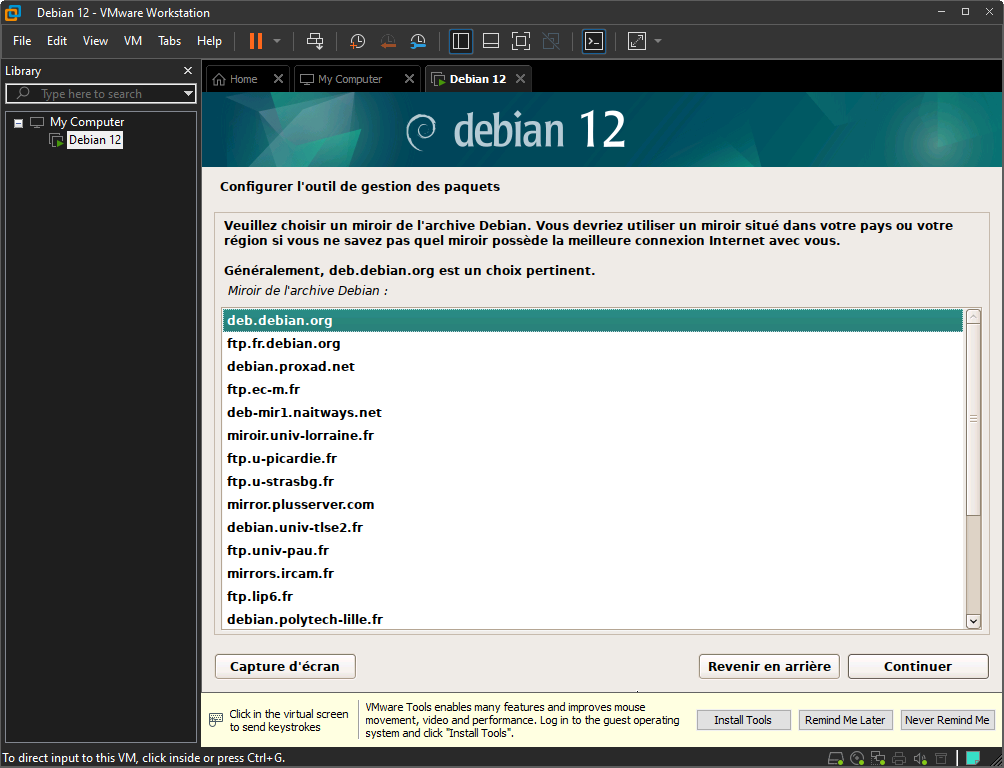 Debian 12 - VMware Workstation
File Edit View VM Tabs Help
Library
Type here to search
My Computer
Debian 12
Home
My Computer
Debian 12
debian 12
Configurer l'outil de gestion des paquets
Veuillez choisir un miroir de l'archive Debian. Vous devriez utiliser un miroir situé dans votre pays ou votre
région si vous ne savez pas quel miroir possède la meilleure connexion Internet avec vous.
Généralement, deb.debian.org est un choix pertinent.
Miroir de l'archive Debian :
deb.debian.org
ftp.fr.debian.org
debian.proxad.net
ftp.ec-m.fr
deb-mir1.naitways.net
miroir.univ-lorraine.fr
ftp.u-picardie.fr
ftp.u-strasbg.fr
mirror.plusserver.com
debian.univ-tlse2.fr
ftp.univ-pau.fr
mirrors.ircam.fr
ftp.lip6.fr
debian.polytech-lille.fr
Capture d'écran
Revenir en arrière
Continuer
Click in the virtual screen
to send keystrokes
VMware Tools enables many features and improves mouse
movement, video and performance. Log in to the guest operating
system and click "Install Tools".
Install Tools
Remind Me Later
Never Remind Me
To direct input to this VM, click inside or press Ctrl+G.